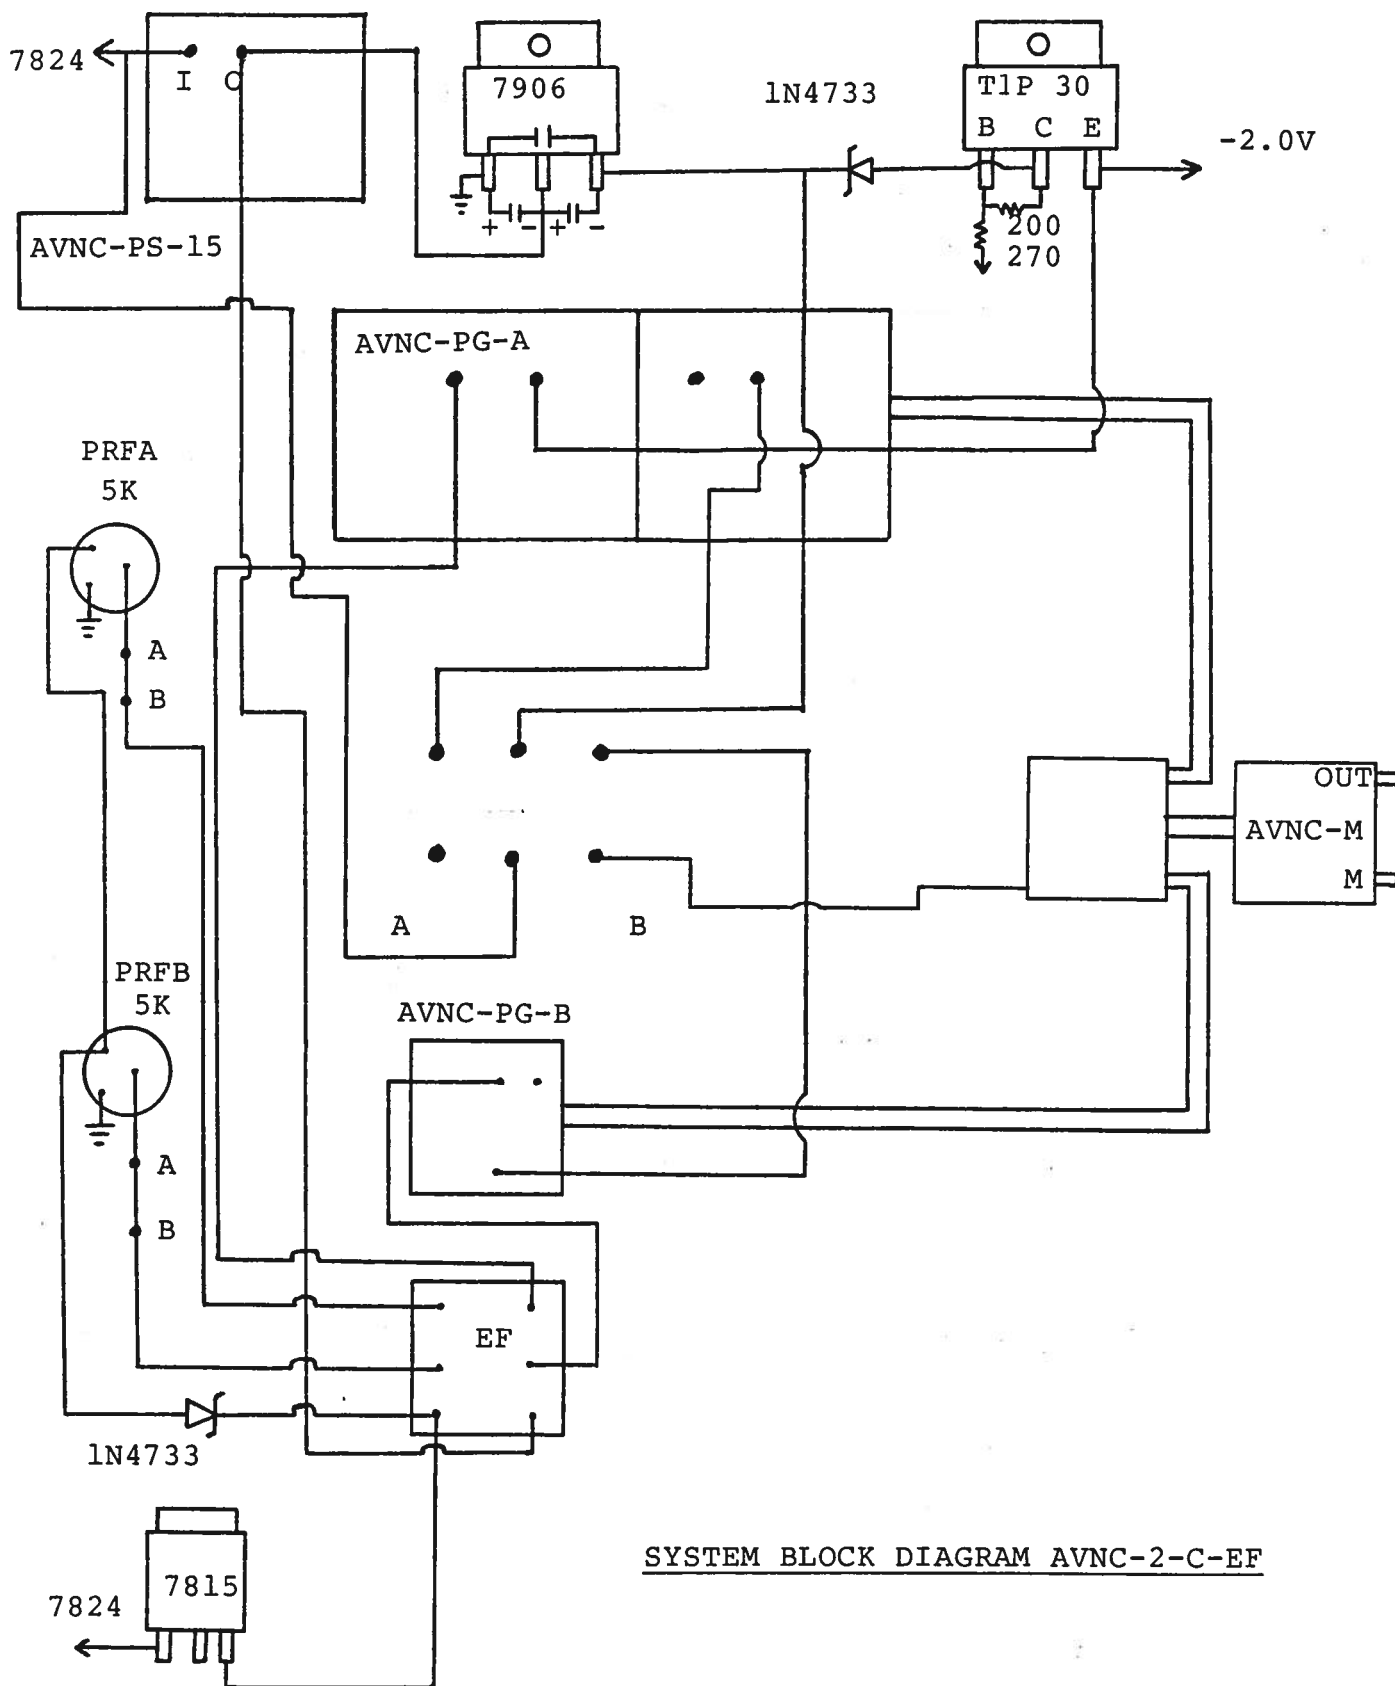 7824
I O
7906
1N4733
T1P 30
B C E
-2.0V
+ - + -
200
270
AVNC-PS-15
AVNC-PG-A
PRFA
5K
A
B
OUT
AVNC-M
M
A B
PRFB
5K
AVNC-PG-B
A
B
EF
1N4733
7815
7824
SYSTEM BLOCK DIAGRAM AVNC-2-C-EF